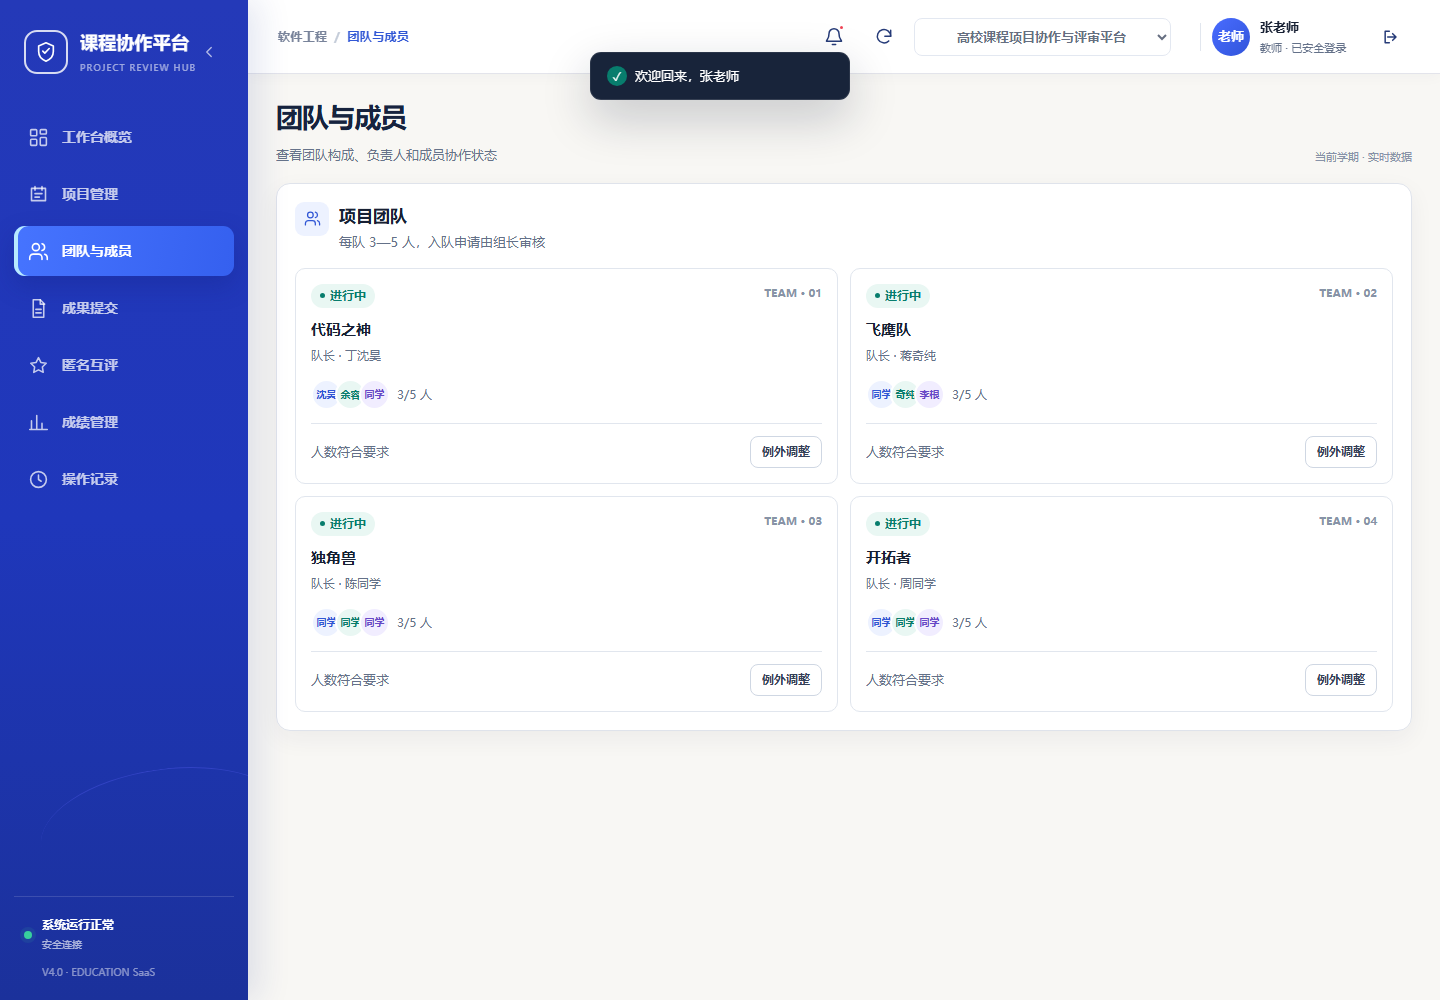 课程协作平台
PROJECT REVIEW HUB
工作台概览
项目管理
团队与成员
成果提交
匿名互评
成绩管理
操作记录
系统运行正常
安全连接
V4.0 · EDUCATION SaaS
软件工程 / 团队与成员
高校课程项目协作与评审平台
老师
张老师
教师 · 已安全登录
欢迎回来，张老师
团队与成员
查看团队构成、负责人和成员协作状态
当前学期 · 实时数据
项目团队
每队 3—5 人，入队申请由组长审核
进行中
TEAM • 01
代码之神
队长 · 丁沈昊
沈昊 余容 同学 3/5 人
人数符合要求
例外调整
进行中
TEAM • 02
飞鹰队
队长 · 蒋奇纯
同学 奇纯 李根 3/5 人
人数符合要求
例外调整
进行中
TEAM • 03
独角兽
队长 · 陈同学
同学 同学 同学 3/5 人
人数符合要求
例外调整
进行中
TEAM • 04
开拓者
队长 · 周同学
同学 同学 同学 3/5 人
人数符合要求
例外调整